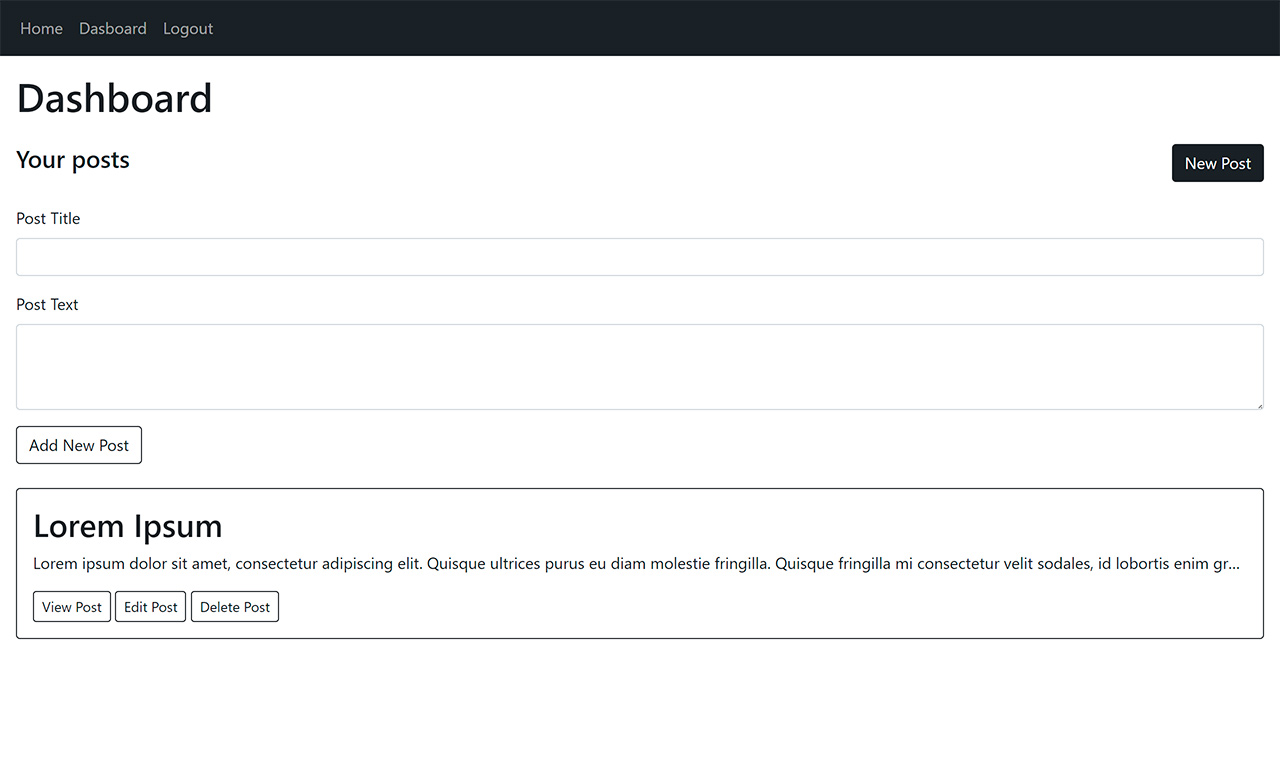 Home Dasboard Logout
Dashboard
Your posts
New Post
Post Title
Post Text
Add New Post
Lorem Ipsum
Lorem ipsum dolor sit amet, consectetur adipiscing elit. Quisque ultrices purus eu diam molestie fringilla. Quisque fringilla mi consectetur velit sodales, id lobortis enim gr...
View Post Edit Post Delete Post